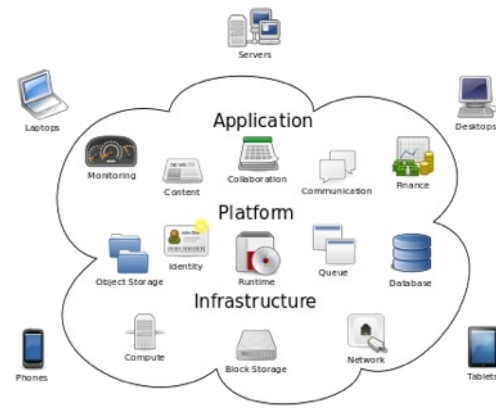 Servers
Laptops
Desktops
Application
Monitoring
Content
Collaboration
Communication
Finance
Platform
Object Storage
Identity
Runtime
Queue
Database
Infrastructure
Compute
Block Storage
Network
Phones
Tablets